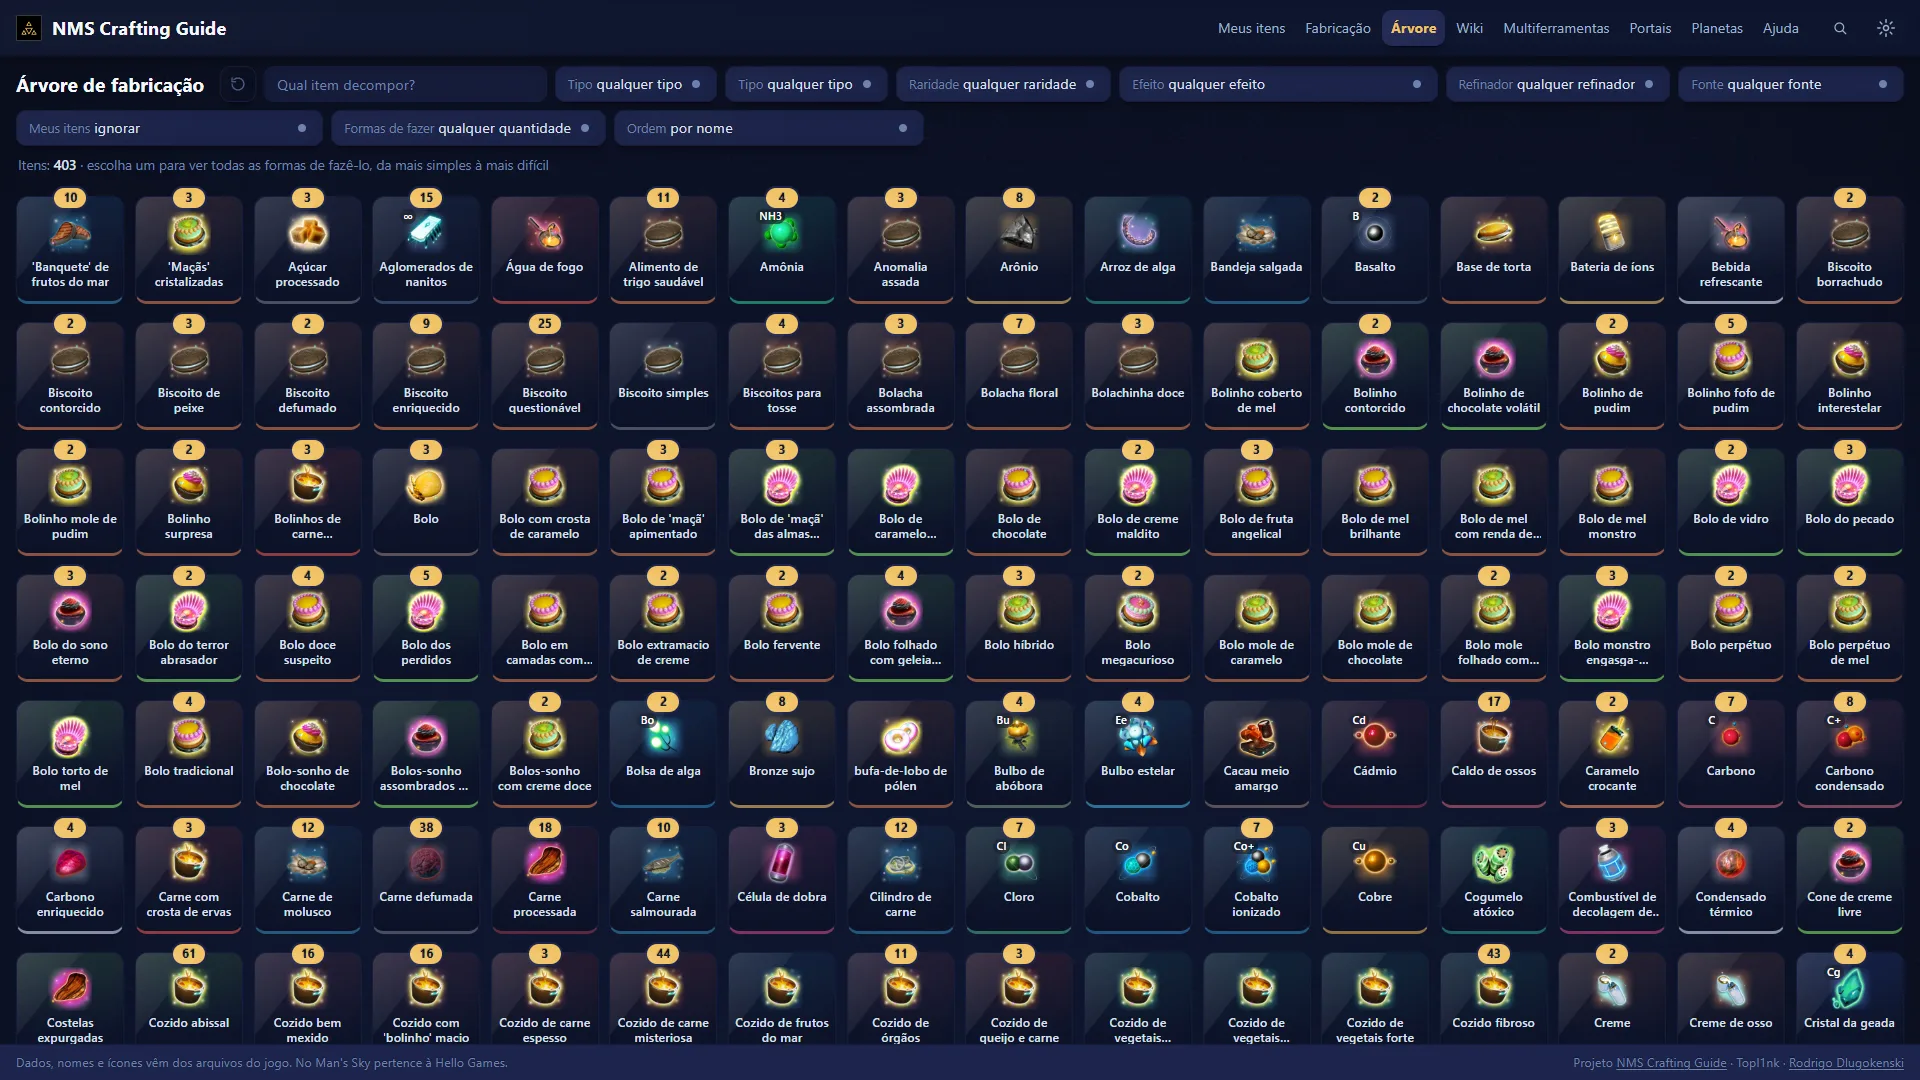 NMS Crafting Guide
Meus itens
Fabricação
Árvore
Wiki
Multiferramentas
Portais
Planetas
Ajuda
Árvore de fabricação
Qual item decompor?
Tipo qualquer tipo
Tipo qualquer tipo
Raridade qualquer raridade
Efeito qualquer efeito
Refinador qualquer refinador
Fonte qualquer fonte
Meus itens ignorar
Formas de fazer qualquer quantidade
Ordem por nome
Itens: 403 · escolha um para ver todas as formas de fazê-lo, da mais simples à mais difícil
10
'Banquete' de
frutos do mar
3
'Maçãs'
cristalizadas
3
Açúcar
processado
15
∞
Aglomerados de
nanitos
Água de fogo
11
Alimento de
trigo saudável
4
NH3
Amônia
3
Anomalia
assada
8
Arônio
Arroz de alga
Bandeja salgada
2
B
Basalto
Base de torta
Bateria de íons
Bebida
refrescante
2
Biscoito
borrachudo
2
Biscoito
contorcido
3
Biscoito de
peixe
2
Biscoito
defumado
9
Biscoito
enriquecido
25
Biscoito
questionável
Biscoito simples
4
Biscoitos para
tosse
3
Bolacha
assombrada
7
Bolacha floral
3
Bolachinha doce
Bolinho coberto
de mel
2
Bolinho
contorcido
Bolinho de
chocolate volátil
2
Bolinho de
pudim
5
Bolinho fofo de
pudim
Bolinho
interestelar
2
Bolinho mole de
pudim
2
Bolinho
surpresa
3
Bolinhos de
carne...
3
Bolo
Bolo com crosta
de caramelo
3
Bolo de 'maçã'
apimentado
3
Bolo de 'maçã'
das almas...
Bolo de
caramelo...
Bolo de
chocolate
2
Bolo de creme
maldito
3
Bolo de fruta
angelical
Bolo de mel
brilhante
Bolo de mel
com renda de...
Bolo de mel
monstro
2
Bolo de vidro
3
Bolo do pecado
3
Bolo do sono
eterno
2
Bolo do terror
abrasador
4
Bolo doce
suspeito
5
Bolo dos
perdidos
Bolo em
camadas com...
2
Bolo extramacio
de creme
2
Bolo fervente
4
Bolo folhado
com geleia...
3
Bolo híbrido
2
Bolo
megacurioso
Bolo mole de
caramelo
Bolo mole de
chocolate
2
Bolo mole
folhado com...
3
Bolo monstro
engasga-...
2
Bolo perpétuo
2
Bolo perpétuo
de mel
Bolo torto de
mel
4
Bolo tradicional
Bolo-sonho de
chocolate
Bolos-sonho
assombrados ...
2
Bolos-sonho
com creme doce
2
Bo
Bolsa de alga
8
Bronze sujo
bufa-de-lobo de
pólen
4
Bu
Bulbo de
abóbora
4
Ee
Bulbo estelar
Cacau meio
amargo
Cd
Cádmio
17
Caldo de ossos
2
Caramelo
crocante
7
C
Carbono
8
C+
Carbono
condensado
4
Carbono
enriquecido
3
Carne com
crosta de ervas
12
Carne de
molusco
38
Carne defumada
18
Carne
processada
10
Carne
salmourada
3
Célula de dobra
12
Cilindro de
carne
7
Cl
Cloro
Co
Cobalto
7
Co+
Cobalto
ionizado
Cu
Cobre
Cogumelo
atóxico
3
Combustível de
decolagem de..
4
Condensado
térmico
2
Cone de creme
livre
Costelas
expurgadas
61
Cozido abissal
16
Cozido bem
mexido
16
Cozido com
'bolinho' macio
3
Cozido de carne
espesso
44
Cozido de carne
misteriosa
Cozido de frutos
do mar
11
Cozido de
órgãos
3
Cozido de
queijo e carne
Cozido de
vegetais...
Cozido de
vegetais...
Cozido de
vegetais forte
43
Cozido fibroso
2
Creme
Creme de osso
4
Cg
Cristal da geada
Dados, nomes e ícones vêm dos arquivos do jogo. No Man's Sky pertence à Hello Games.
Projeto NMS Crafting Guide · Topl1nk · Rodrigo Dlugokenski